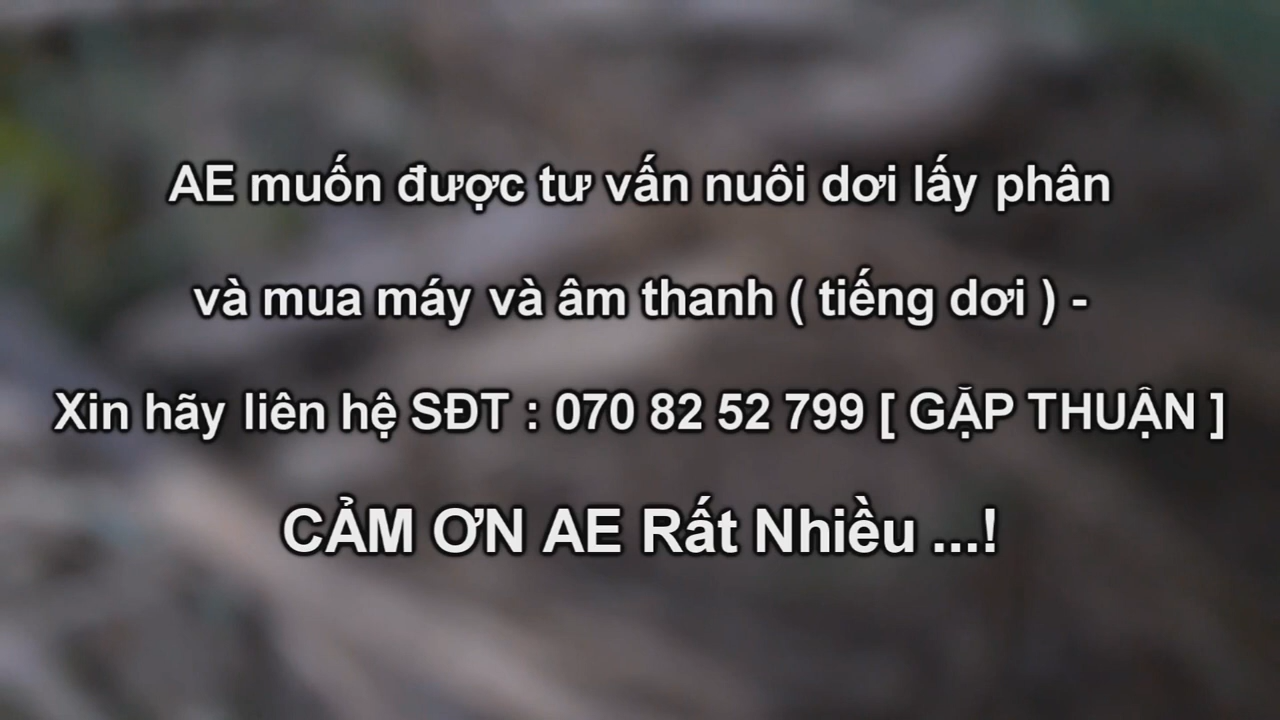 AE muốn được tư vấn nuôi dơi lấy phân
và mua máy và âm thanh ( tiếng dơi ) -
Xin hãy liên hệ SĐT : 070 82 52 799 [ GẶP THUẬN ]
CẢM ƠN AE Rất Nhiều ...!